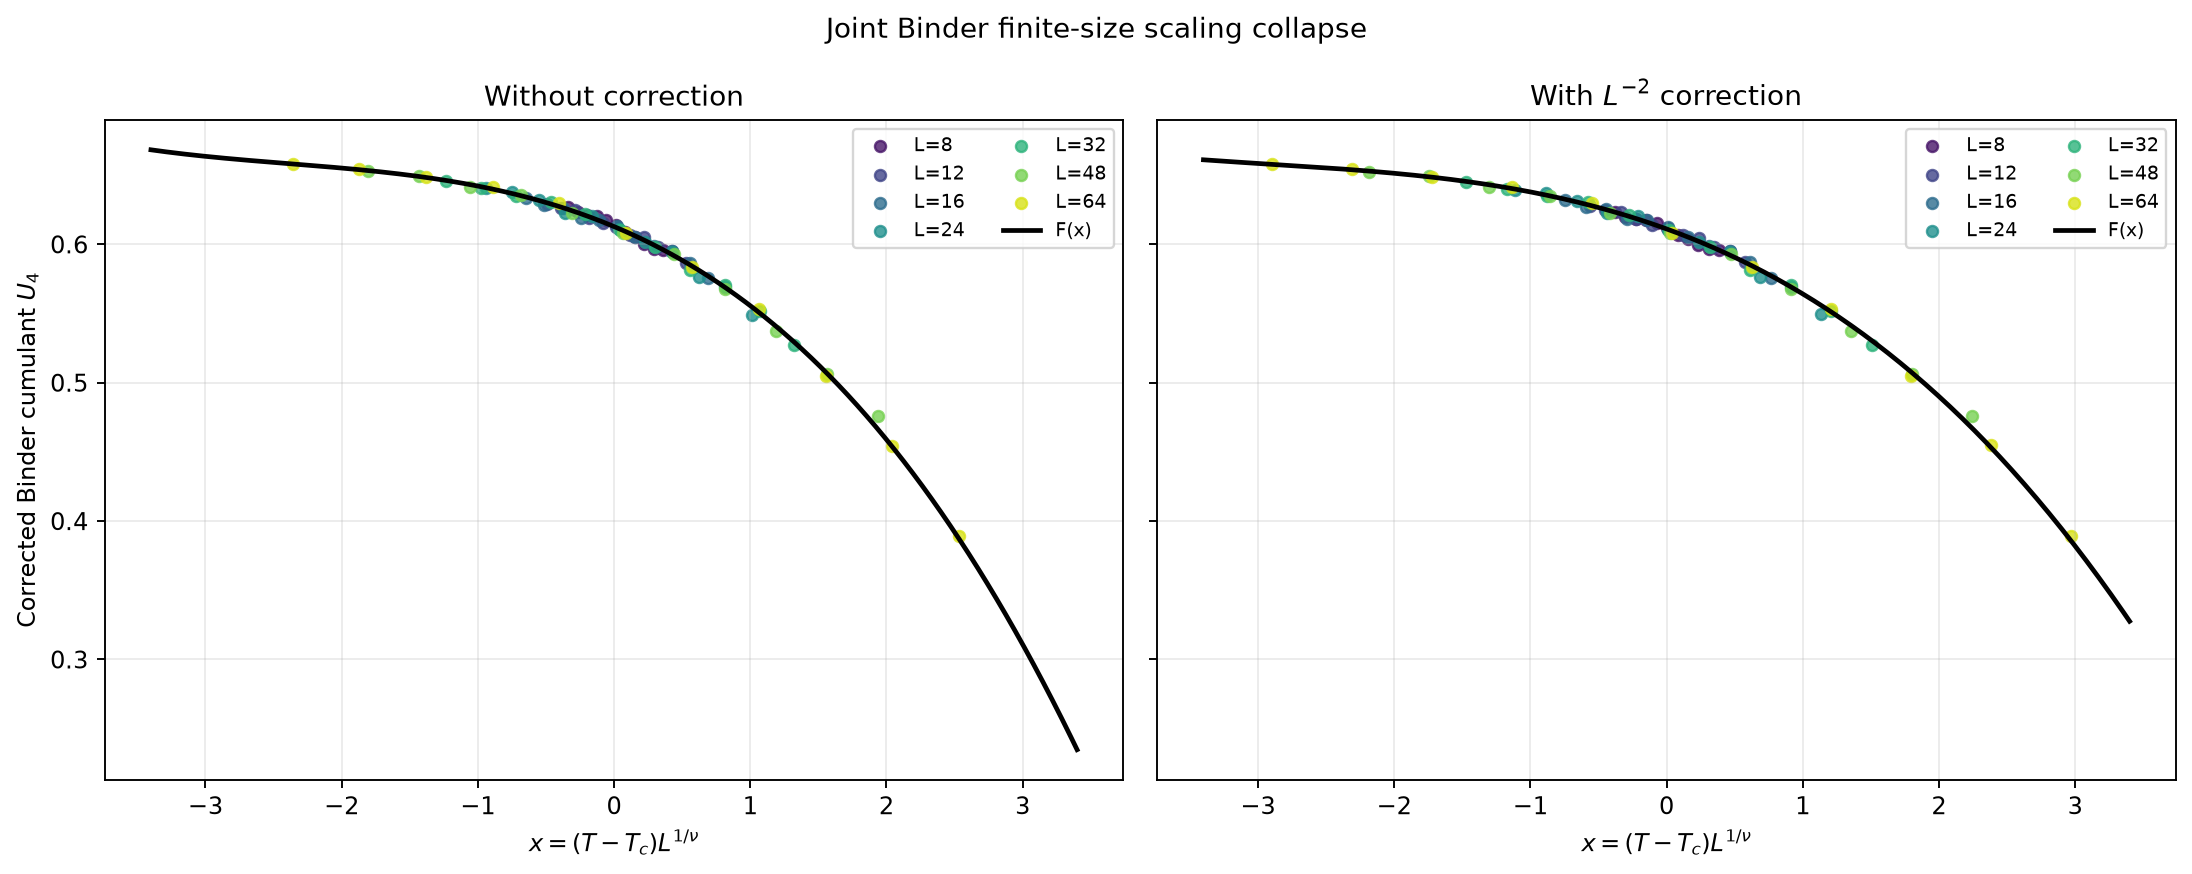 Joint Binder finite-size scaling collapse
Without correction
L=8
L=12
L=16
L=24
L=32
L=48
L=64
F(x)
0.6
0.5
0.4
0.3
Corrected Binder cumulant U₄
−3 −2 −1 0 1 2 3
x = (T − T_c)L^{1/ν}
With L⁻² correction
L=8
L=12
L=16
L=24
L=32
L=48
L=64
F(x)
−3 −2 −1 0 1 2 3
x = (T − T_c)L^{1/ν}